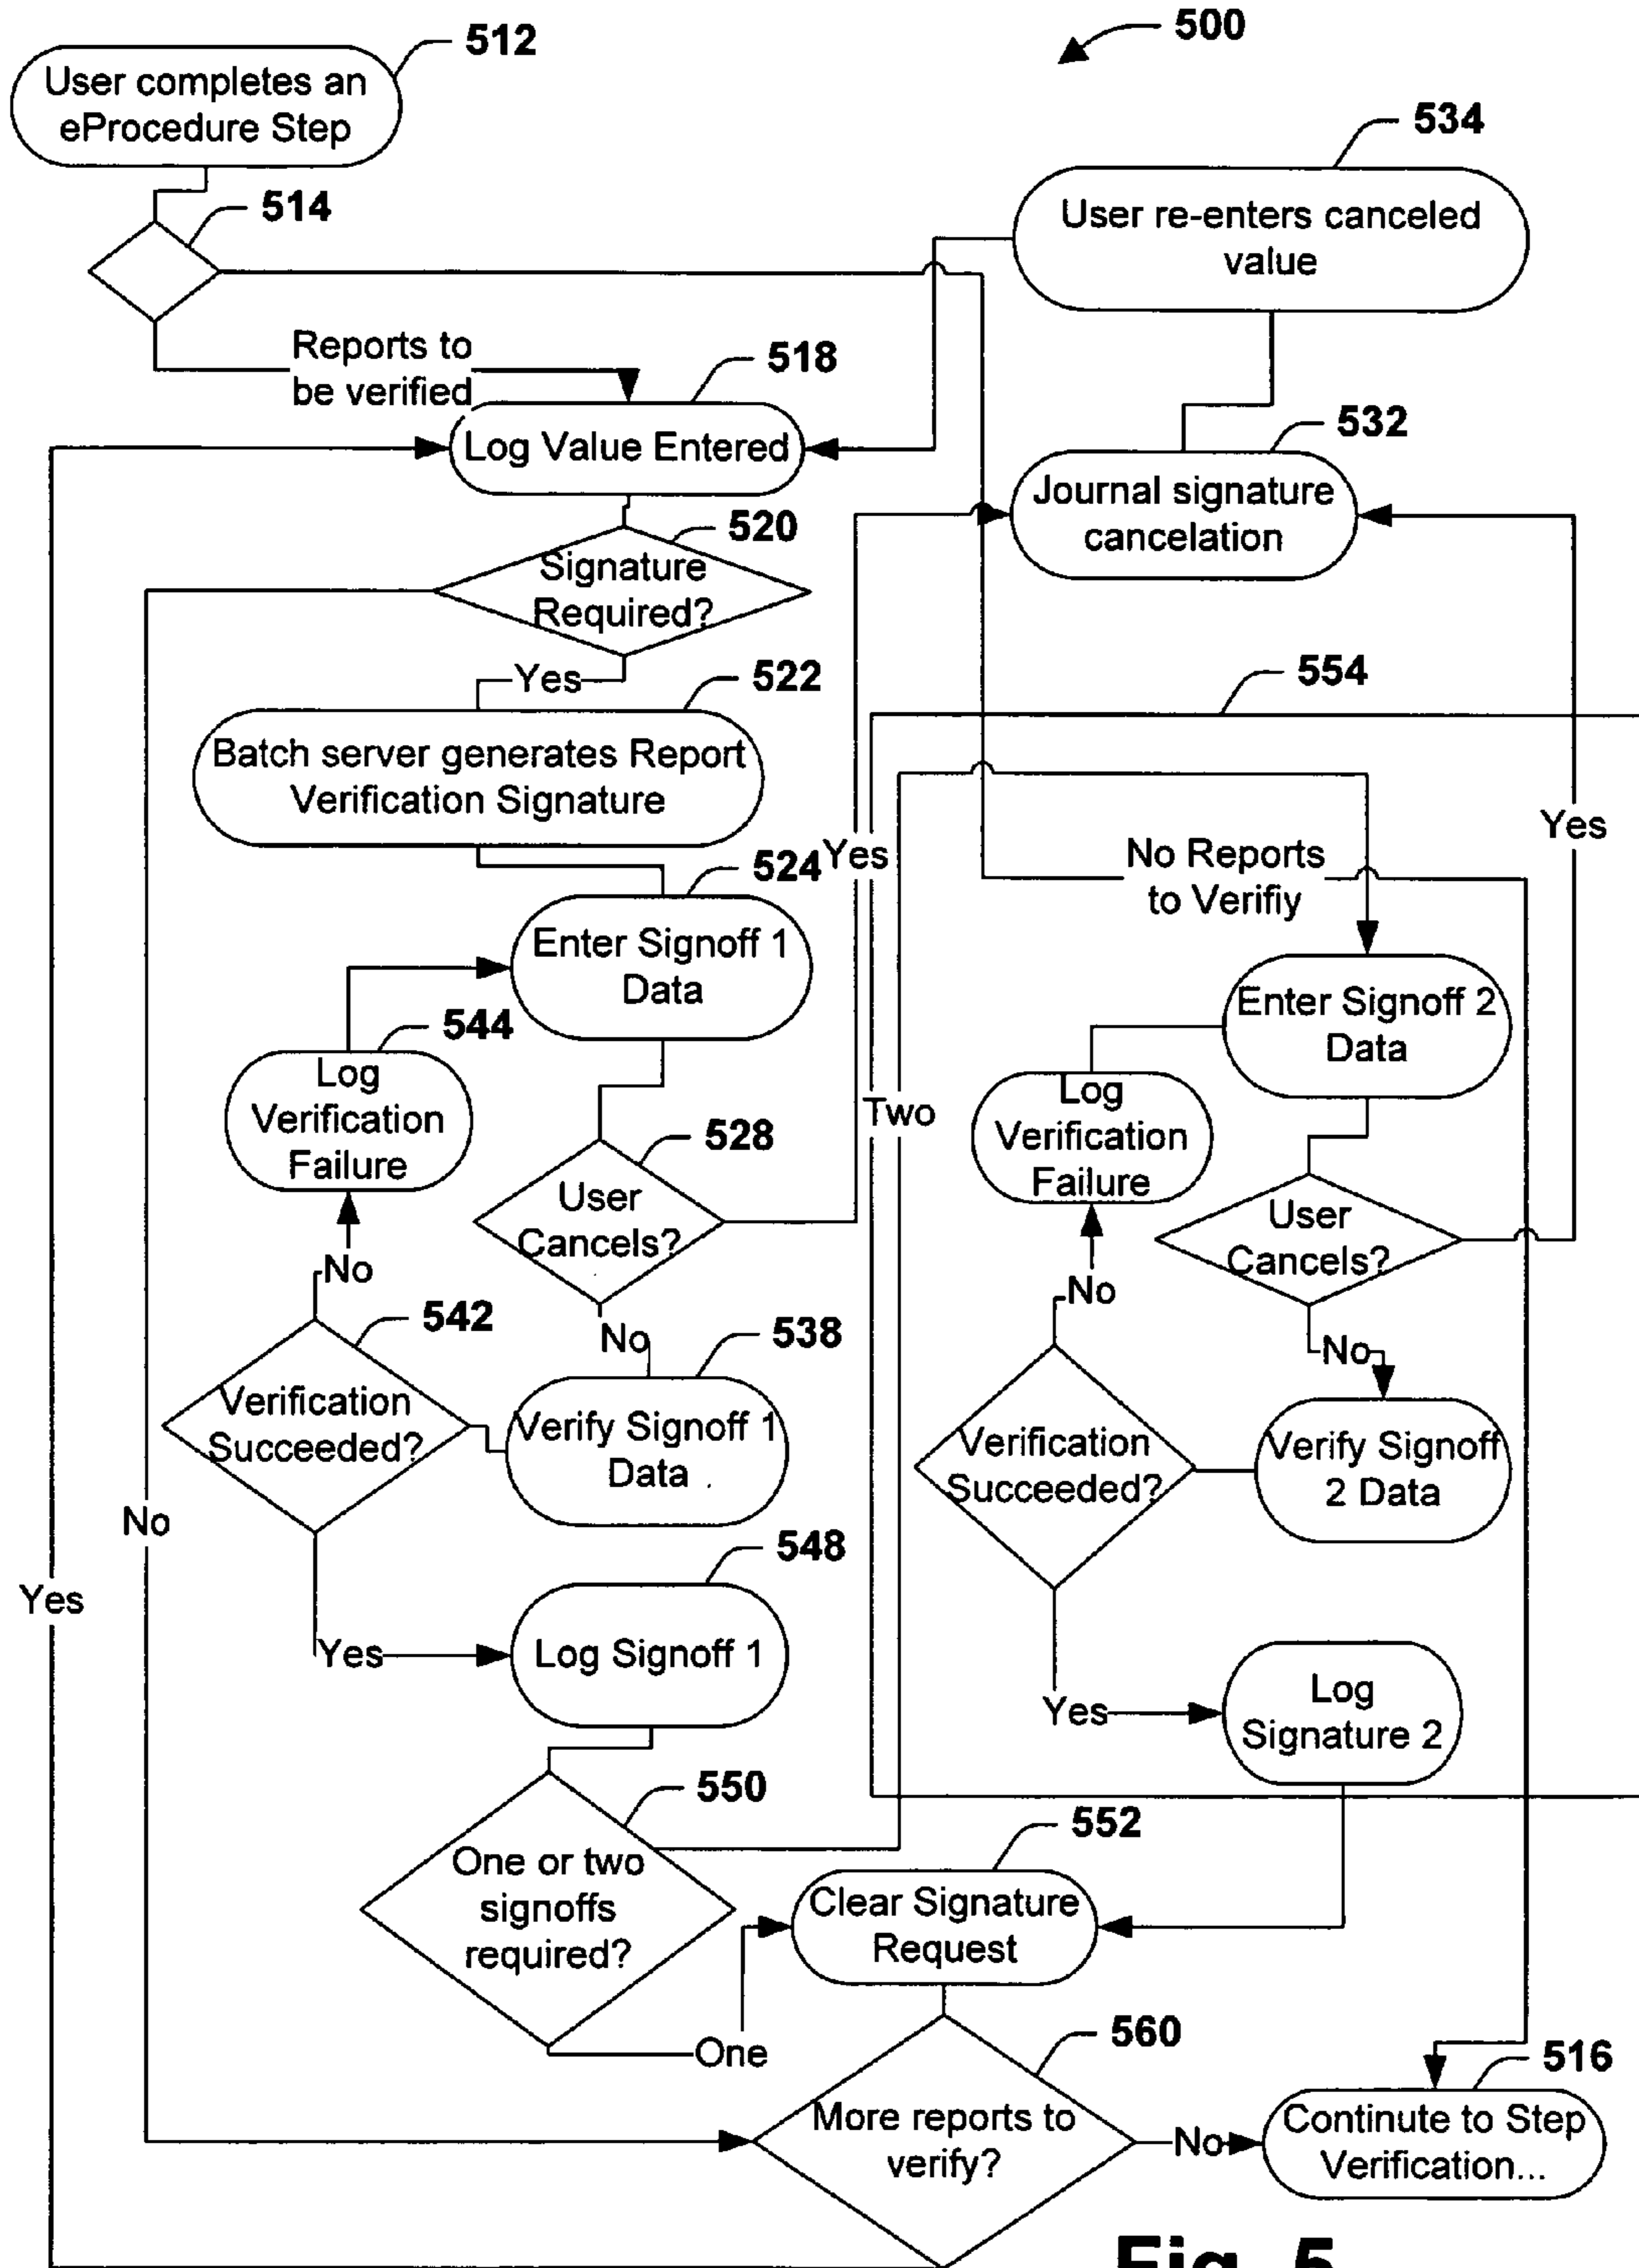 512
500
User completes an
eProcedure Step
534
514
User re-enters canceled
value
Reports to
be verified
518
Log Value Entered
532
Journal signature
cancelation
520
Signature
Required?
Yes
522
554
Batch server generates Report
Verification Signature
Yes
524
Yes
No Reports
to Verifiy
Enter Signoff 1
Data
Enter Signoff 2
Data
544
Log
Verification
Failure
Two
Log
Verification
Failure
528
User
Cancels?
User
Cancels?
No
No
542
No
538
No
Verification
Succeeded?
Verify Signoff 1
Data
Verification
Succeeded?
Verify Signoff
2 Data
No
Yes
548
Yes
Log Signoff 1
Yes
Log
Signature 2
550
552
One or two
signoffs
required?
Clear Signature
Request
One
560
516
More reports to
verify?
No
Continute to Step
Verification...
Fig. 5